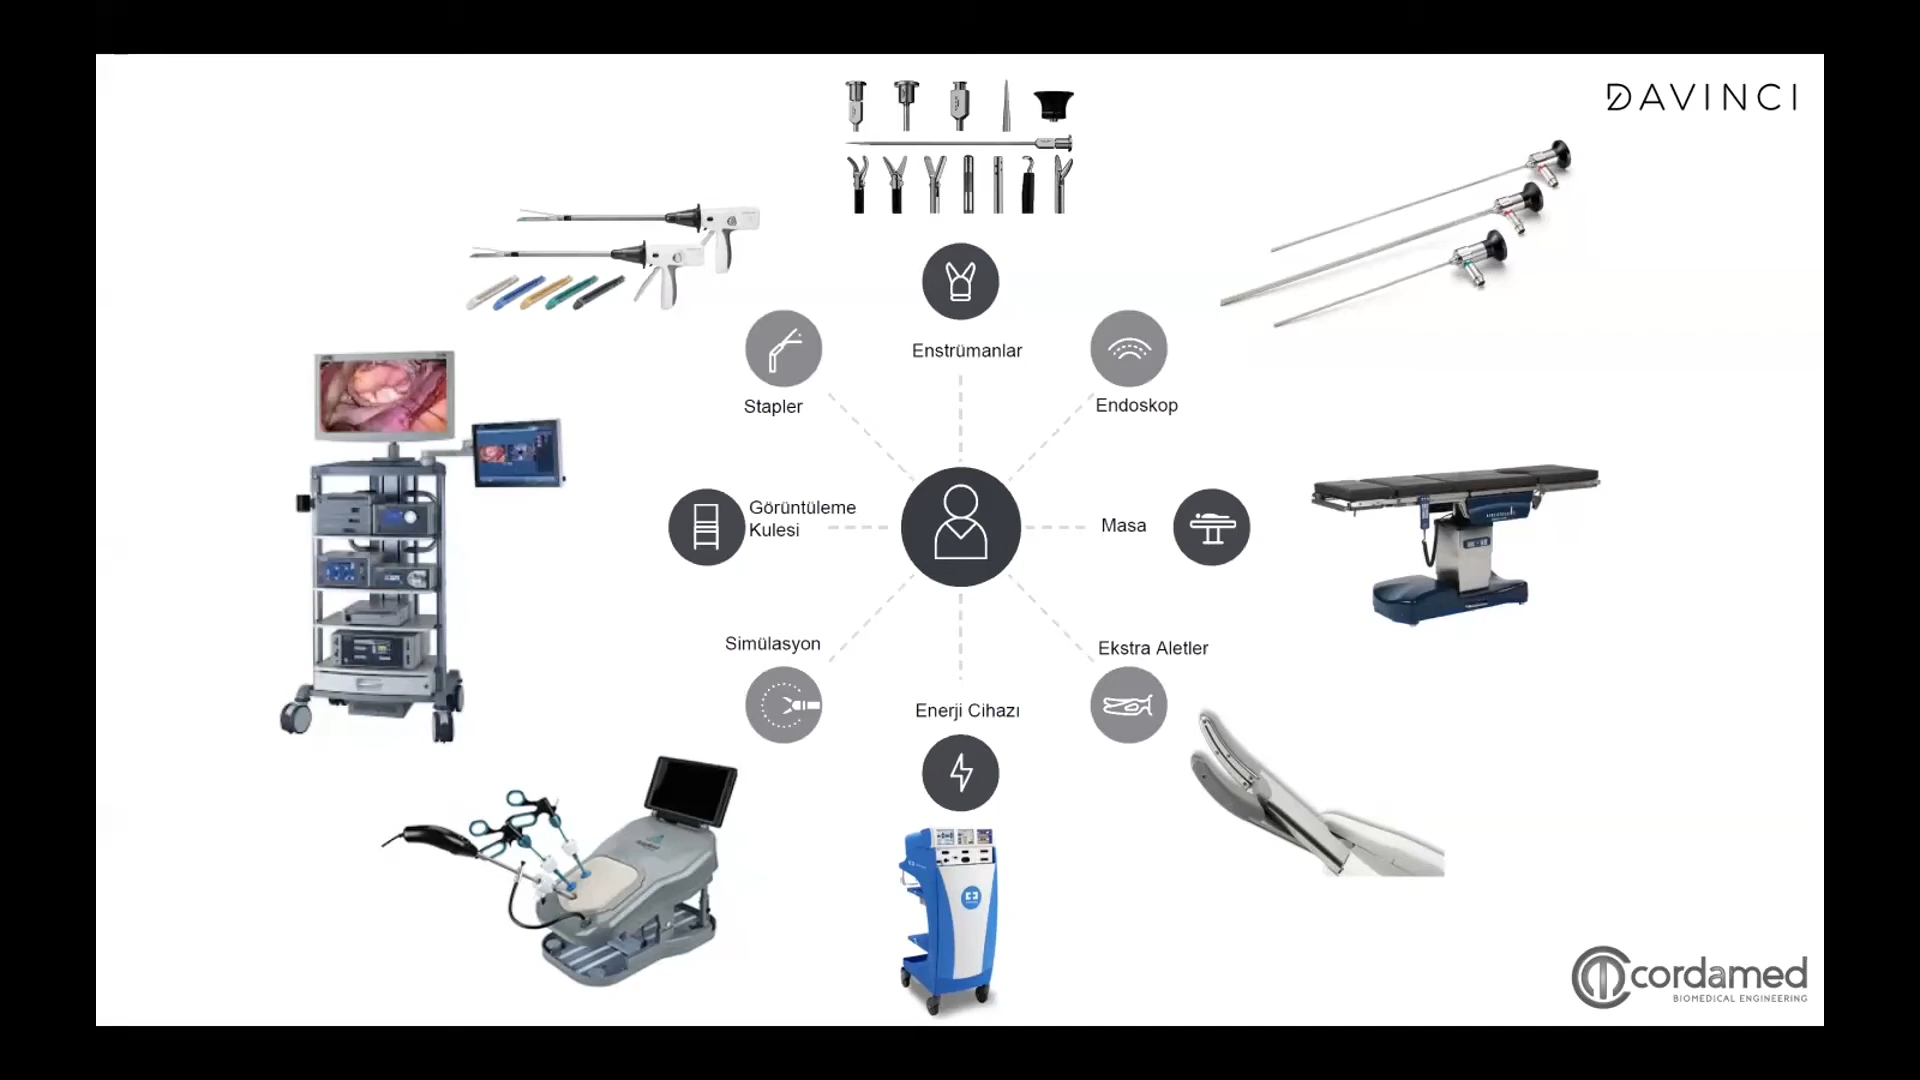 DAVINCI
Enstrümanlar
Stapler
Endoskop
Görüntüleme
Kulesi
Masa
Simülasyon
Ekstra Aletler
Enerji Cihazı
cordamed
BIOMEDICAL ENGINEERING